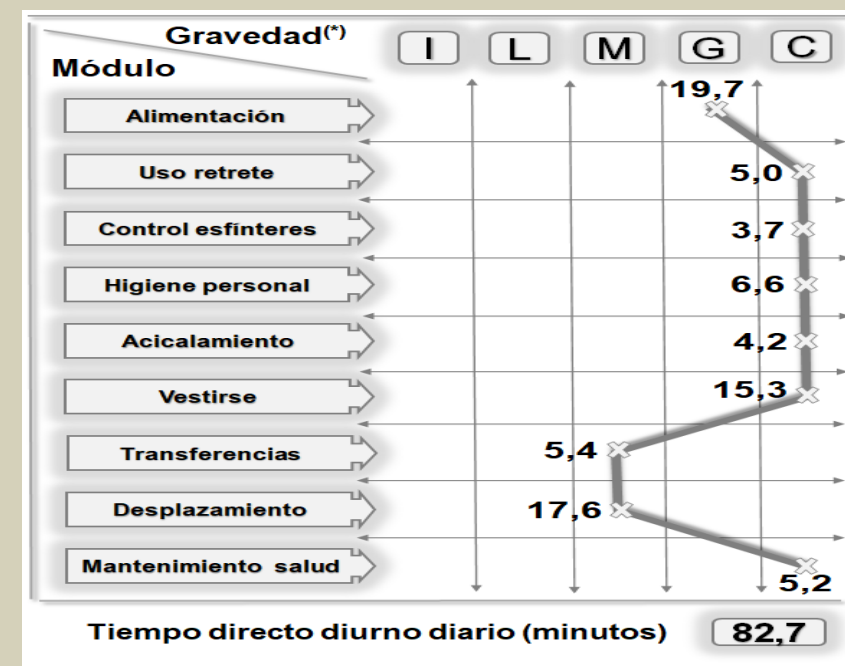 Gravedad(*)
I L M G C
Módulo
19,7
Alimentación
Uso retrete 5,0
Control esfínteres 3,7
Higiene personal 6,6
Acicalamiento 4,2
Vestirse 15,3
Transferencias 5,4
Desplazamiento 17,6
Mantenimiento salud 5,2
Tiempo directo diurno diario (minutos) 82,7